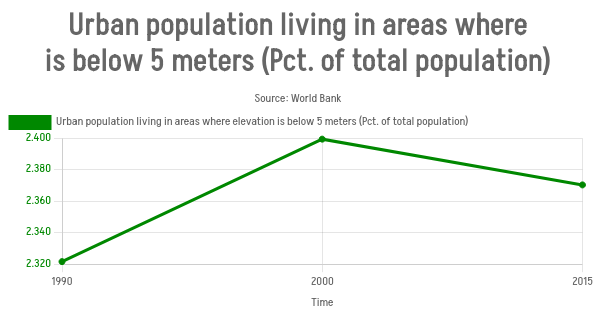 Urban population living in areas where
is below 5 meters (Pct. of total population)
Source: World Bank
Urban population living in areas where elevation is below 5 meters (Pct. of total population)
2.400
2.380
2.360
2.340
2.320
1990
2000
2015
Time